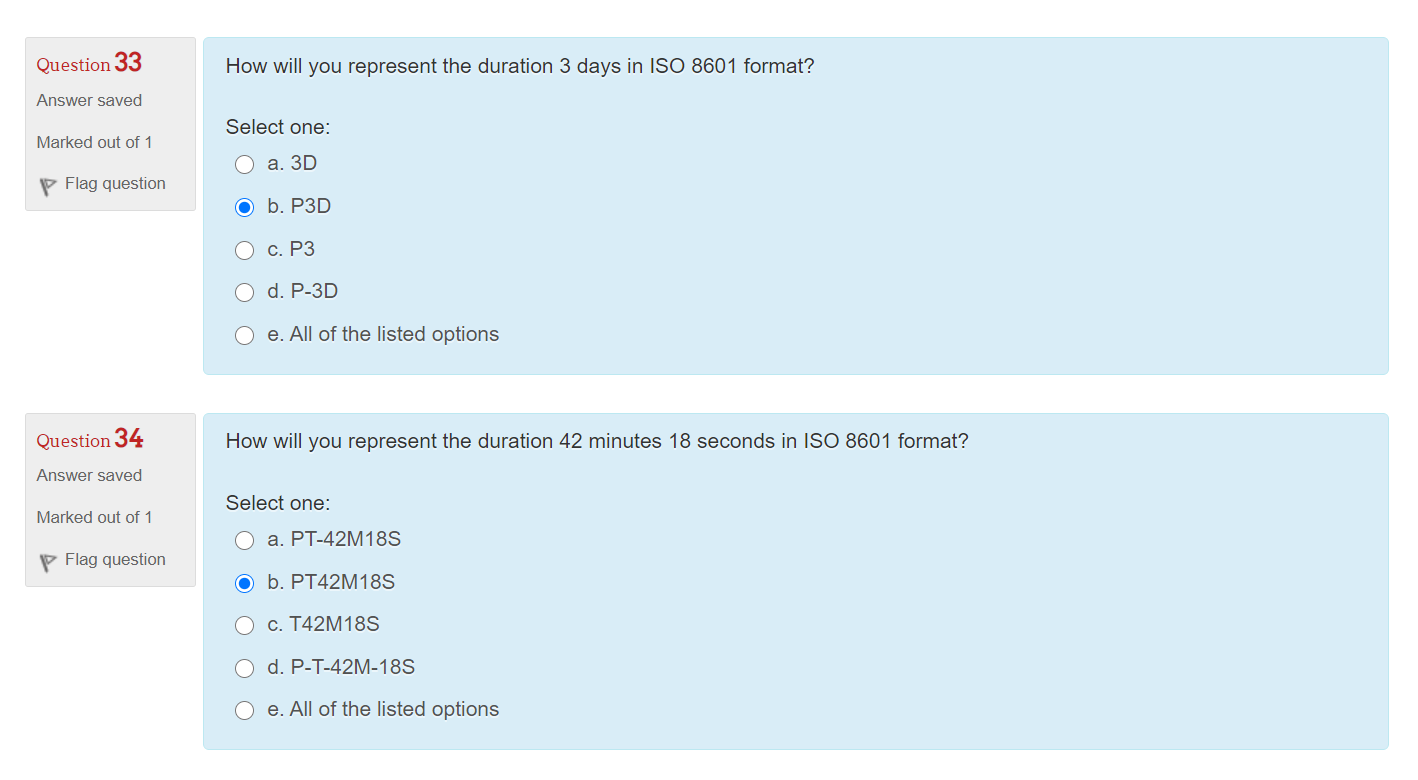 Question 33
Answer saved
Marked out of 1
Flag question
How will you represent the duration 3 days in ISO 8601 format?
Select one:
a. 3D
b. P3D
c. P3
d. P-3D
e. All of the listed options
Question 34
Answer saved
Marked out of 1
Flag question
How will you represent the duration 42 minutes 18 seconds in ISO 8601 format?
Select one:
a. PT-42M18S
b. PT42M18S
c. T42M18S
d. P-T-42M-18S
e. All of the listed options